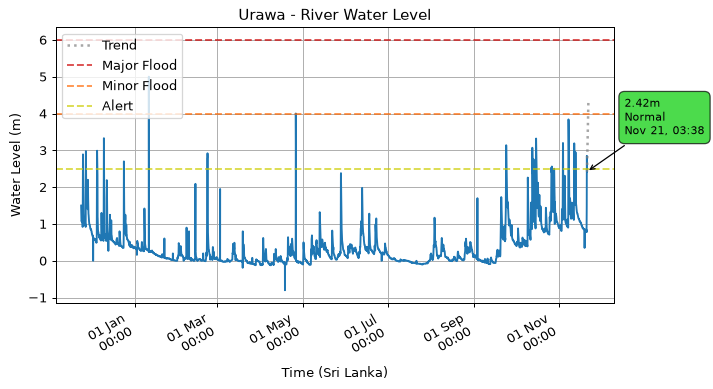 Urawa - River Water Level
6
5
4
3
2
1
0
−1
Water Level (m)
Trend
Major Flood
Minor Flood
Alert
2.42m
Normal
Nov 21, 03:38
01 Jan
00:00
01 Mar
00:00
01 May
00:00
01 Jul
00:00
01 Sep
00:00
01 Nov
00:00
Time (Sri Lanka)